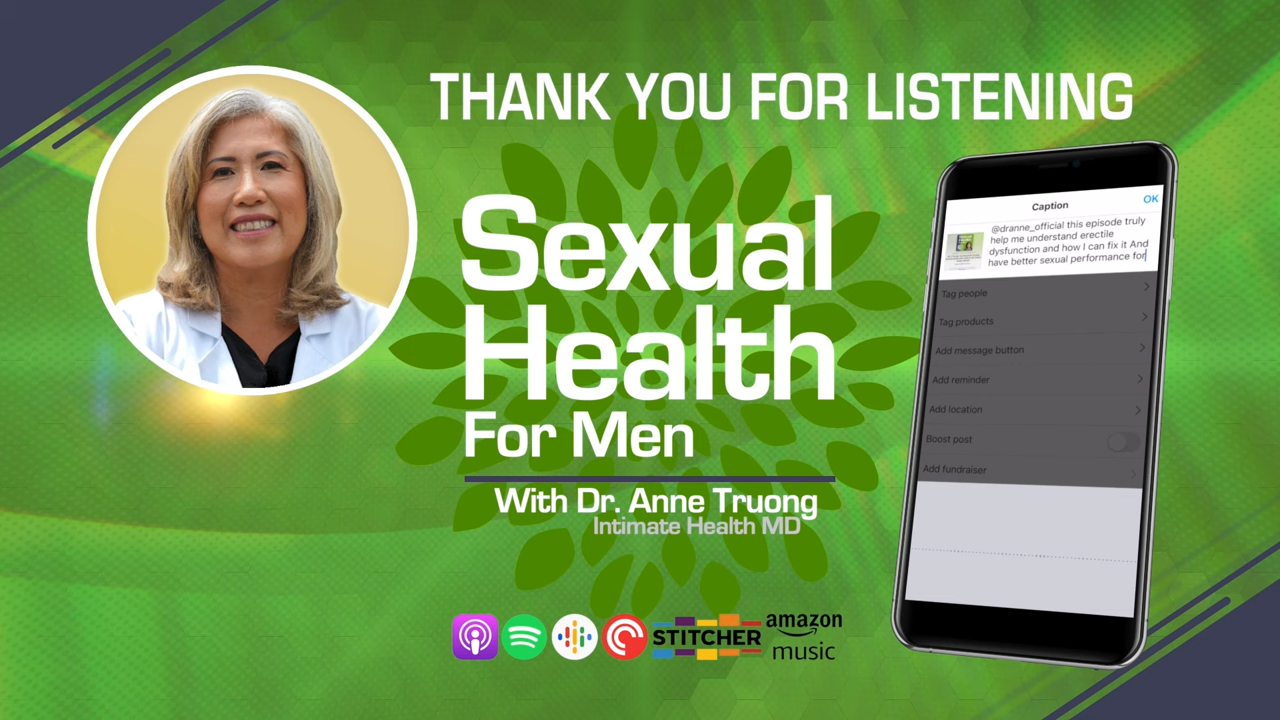 THANK YOU FOR LISTENING
Sexual
Health
For Men
With Dr. Anne Truong
Intimate Health MD
STITCHER
amazon
music
Caption
OK
@dranne_official this episode truly
help me understand erectile
dysfunction and how I can fix it And
have better sexual performance for
Tag people
Tag products
Add message button
Add reminder
Add location
Boost post
Add fundraiser